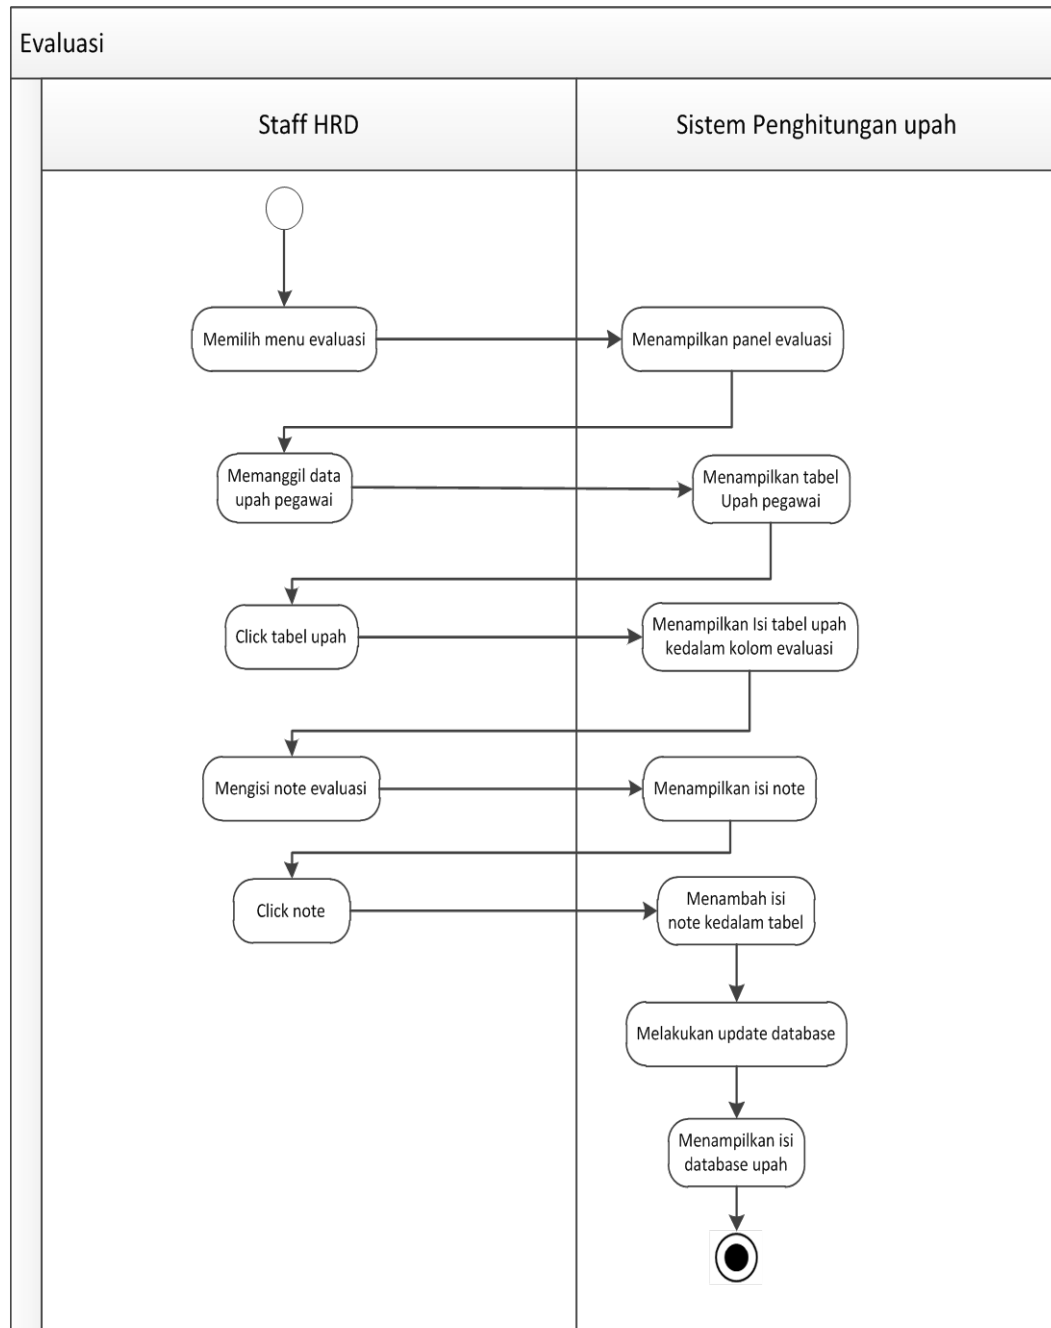 Evaluasi
Staff HRD
Sistem Penghitungan upah
Memilih menu evaluasi
Menampilkan panel evaluasi
Memanggil data
upah pegawai
Menampilkan tabel
Upah pegawai
Click tabel upah
Menampilkan Isi tabel upah
kedalam kolom evaluasi
Mengisi note evaluasi
Menampilkan isi note
Click note
Menambah isi
note kedalam tabel
Melakukan update database
Menampilkan isi
database upah